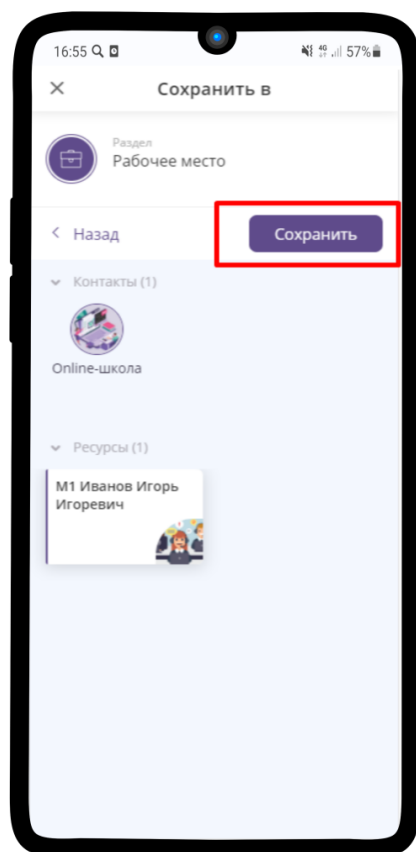 16:55
4G
57%
Сохранить в
Раздел
Рабочее место
Назад
Сохранить
Контакты (1)
Online-школа
Ресурсы (1)
М1 Иванов Игорь
Игоревич